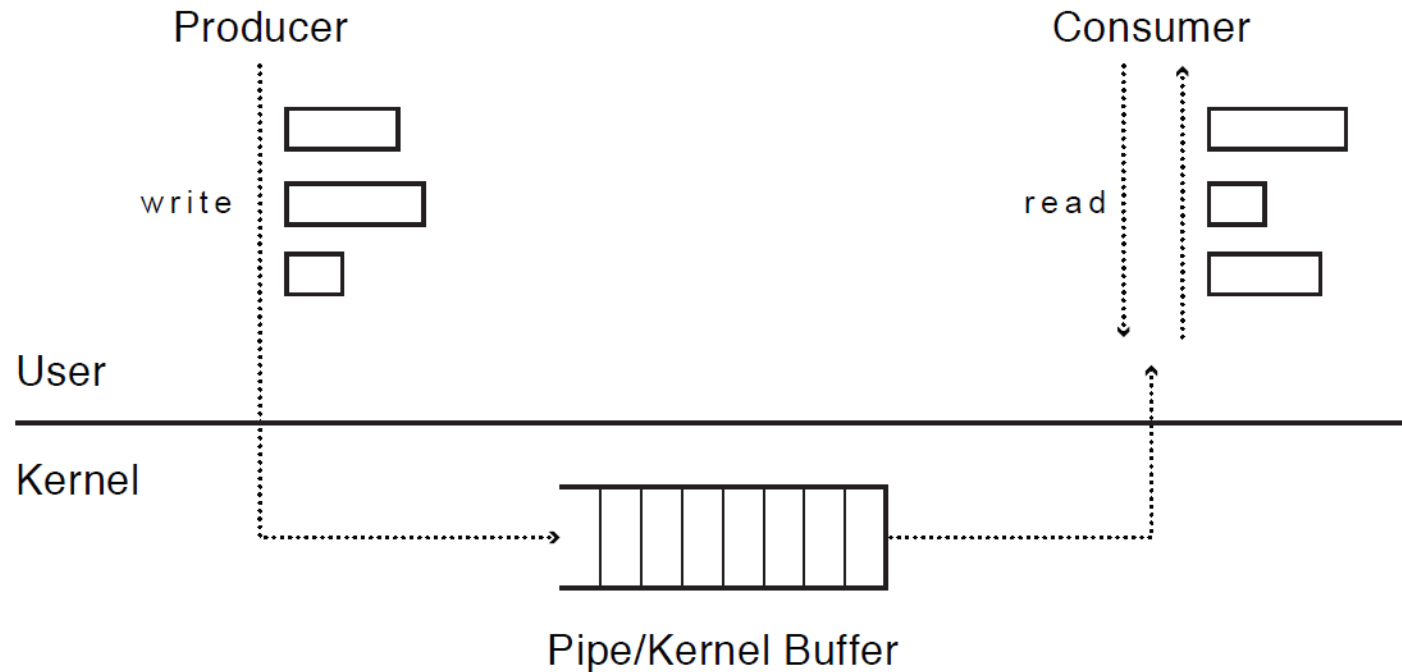 Producer
Consumer
write
read
User
Kernel
Pipe/Kernel Buffer